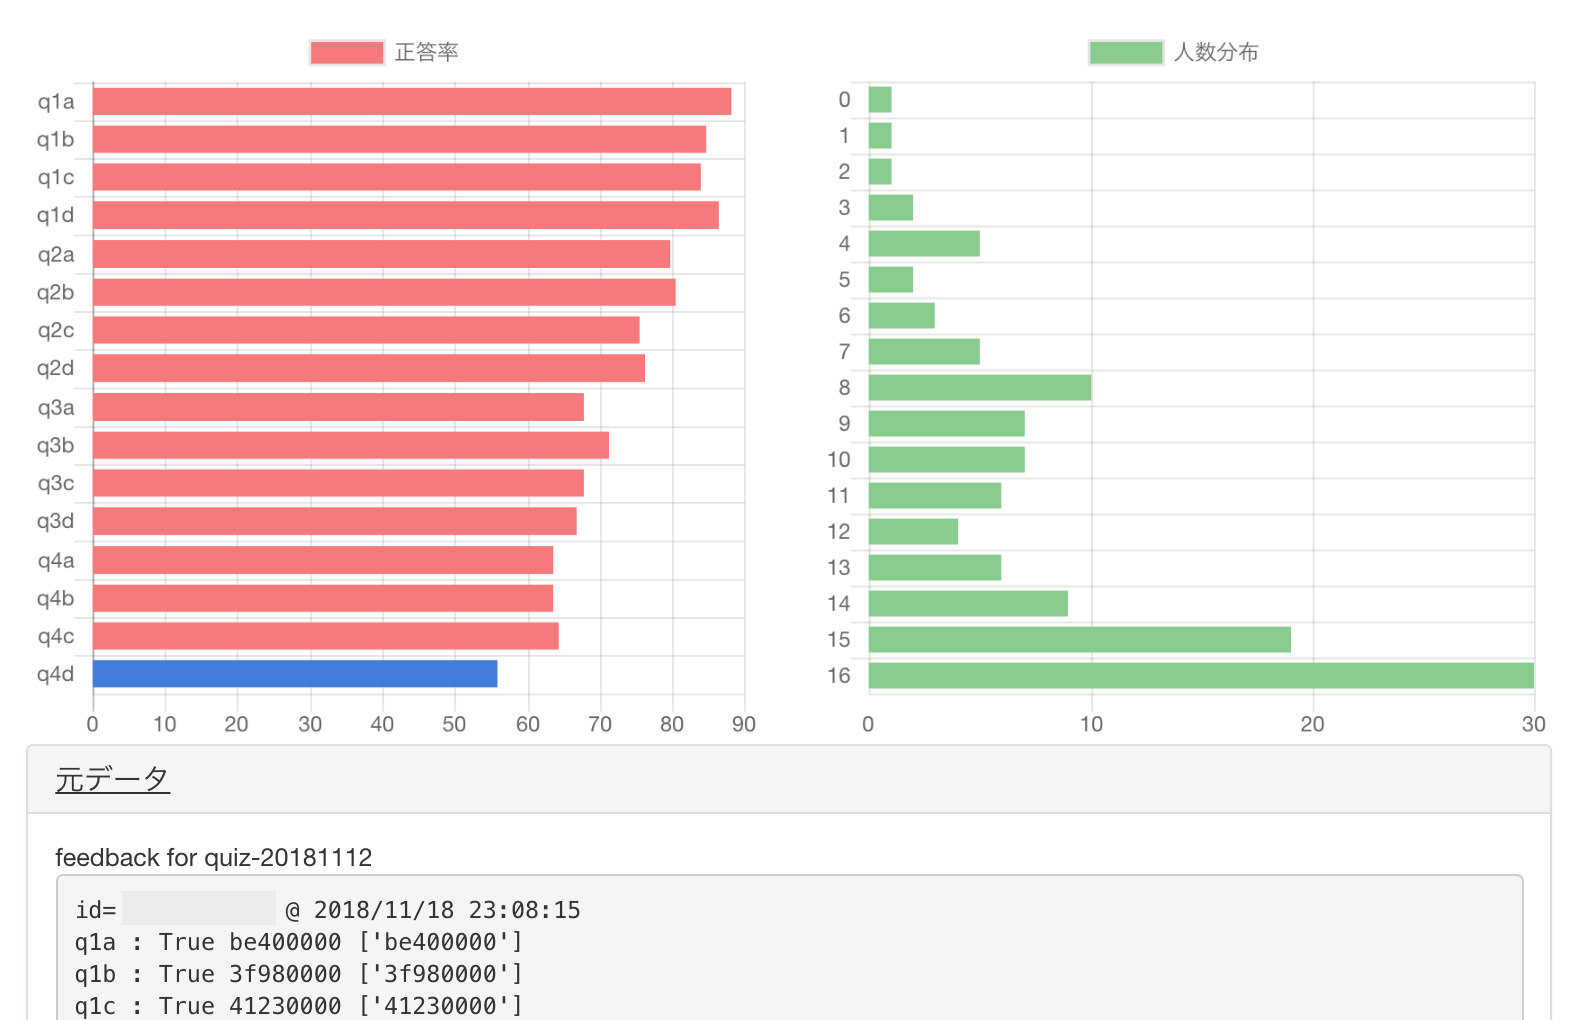 正答率
q1a
q1b
q1c
q1d
q2a
q2b
q2c
q2d
q3a
q3b
q3c
q3d
q4a
q4b
q4c
q4d
0 10 20 30 40 50 60 70 80 90
人数分布
0
1
2
3
4
5
6
7
8
9
10
11
12
13
14
15
16
0 10 20 30
元データ
feedback for quiz-20181112
id= @ 2018/11/18 23:08:15
q1a : True be400000 ['be400000']
q1b : True 3f980000 ['3f980000']
q1c : True 41230000 ['41230000']